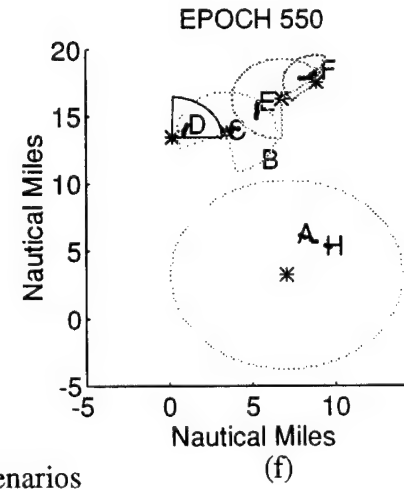 EPOCH 550
Nautical Miles
20
15
10
5
0
-5
F
E
D
C
B
A
H
-5 0 5 10
Nautical Miles
enarios
(f)